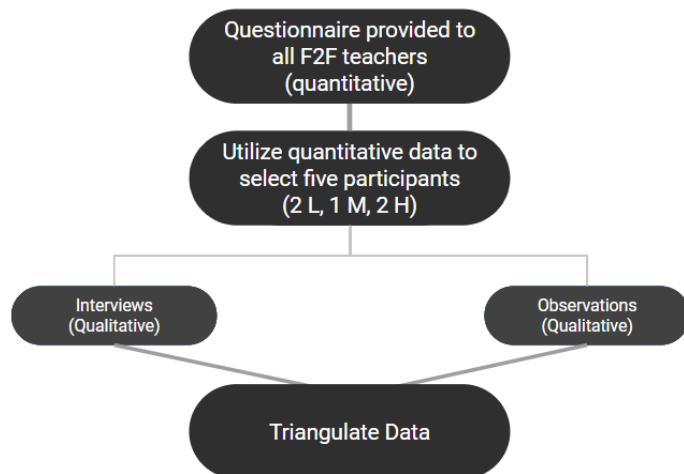 Questionnaire provided to
all F2F teachers
(quantitative)
Utilize quantitative data to
select five participants
(2 L, 1 M, 2 H)
Interviews
(Qualitative)
Observations
(Qualitative)
Triangulate Data